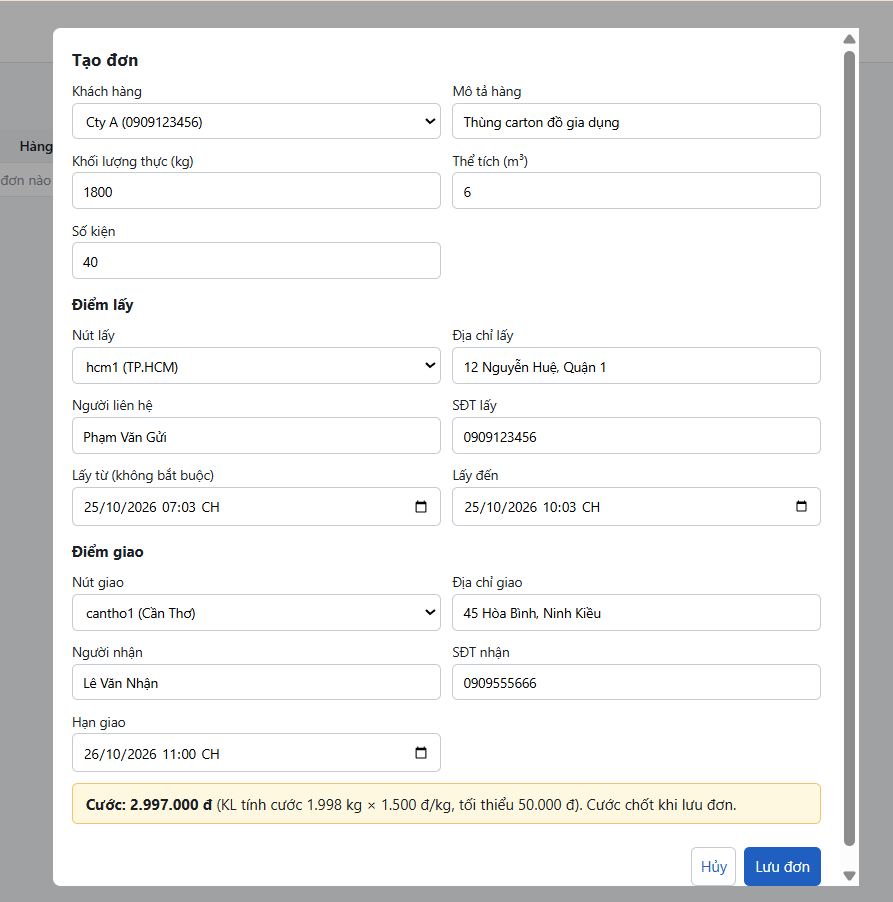 Tạo đơn
Khách hàng
Mô tả hàng
Cty A (0909123456)
Thùng carton đồ gia dụng
Hàng
đơn nào
Khối lượng thực (kg)
Thể tích (m³)
1800
6
Số kiện
40
Điểm lấy
Nút lấy
Địa chỉ lấy
hcm1 (TP.HCM)
12 Nguyễn Huệ, Quận 1
Người liên hệ
SĐT lấy
Phạm Văn Gửi
0909123456
Lấy từ (không bắt buộc)
Lấy đến
25/10/2026 07:03 CH
25/10/2026 10:03 CH
Điểm giao
Nút giao
Địa chỉ giao
cantho1 (Cần Thơ)
45 Hòa Bình, Ninh Kiều
Người nhận
SĐT nhận
Lê Văn Nhận
0909555666
Hạn giao
26/10/2026 11:00 CH
Cước: 2.997.000 đ (KL tính cước 1.998 kg × 1.500 đ/kg, tối thiểu 50.000 đ). Cước chốt khi lưu đơn.
Hủy
Lưu đơn